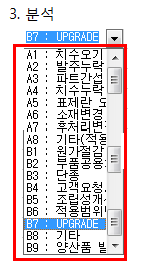 3. 분석
B7 : UPGRADE
A1 : 치수오기
A2 : 발주누락
A3 : 파트간섭
A4 : 치수누락
A5 : 표제란 오
A6 : 소재변경
A7 : 후처리변
A8 : 기타(적용
B1 : 원가절감
B2 : 부품공용
B3 : 단종
B4 : 고객요청.
B5 : 조립성개
B6 : 적용범위
B7 : UPGRADE
B8 : 기타
B9 : 양산품 발